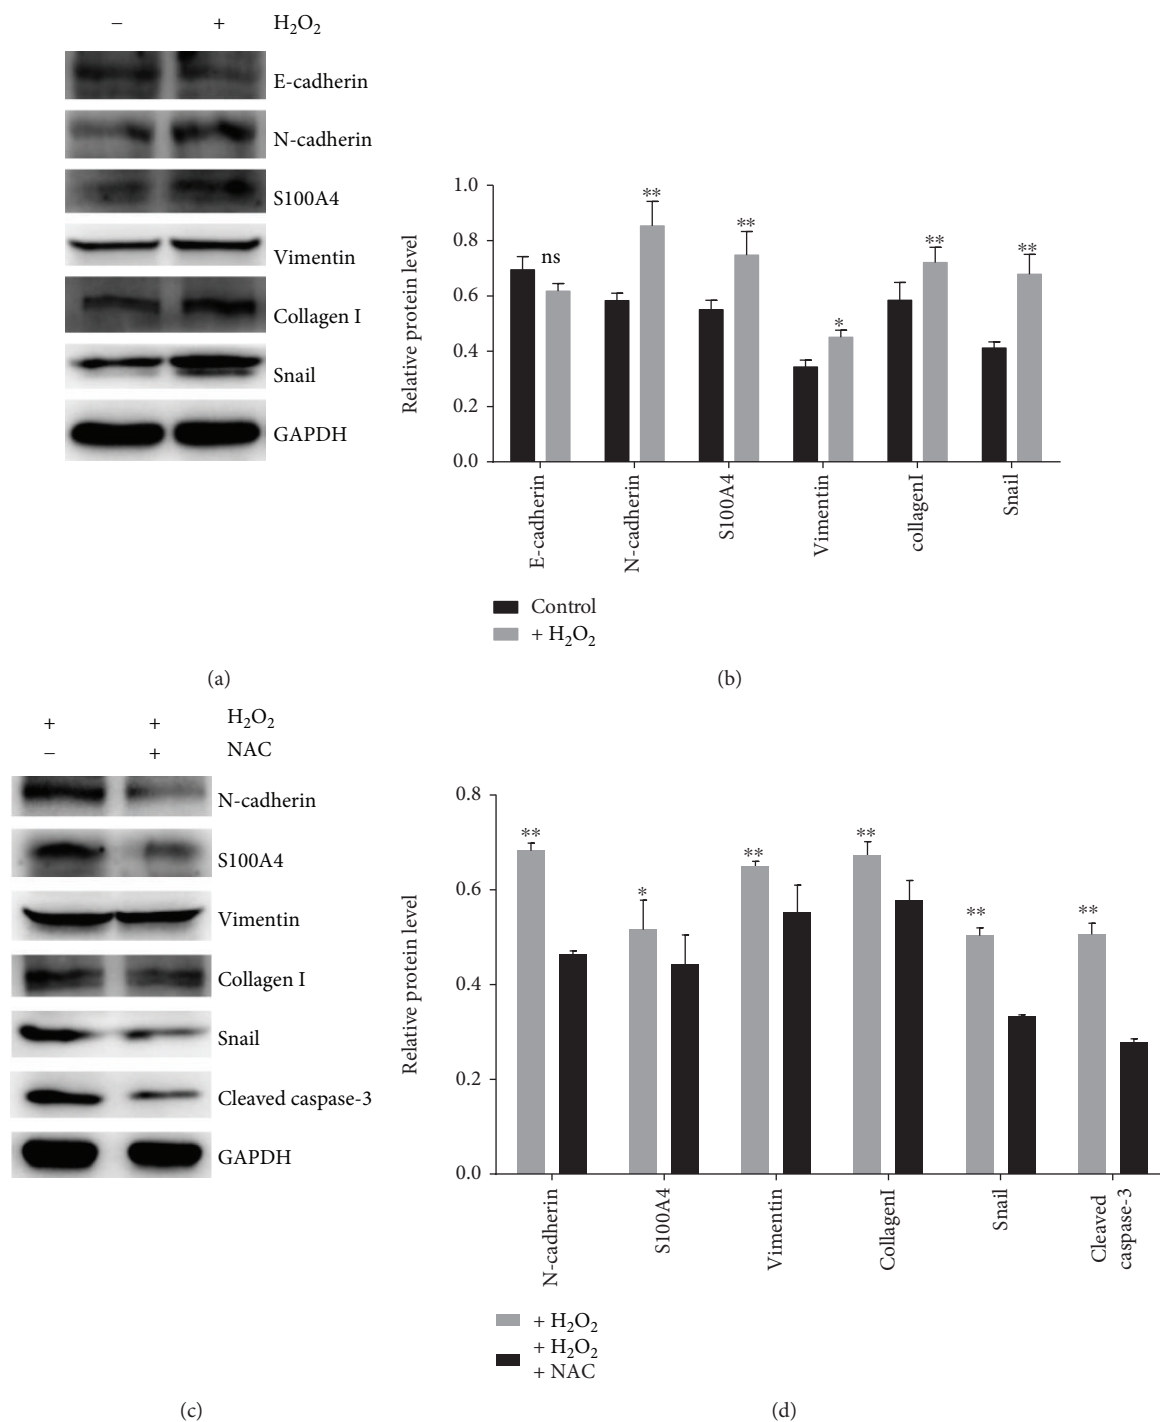 − + H₂O₂
E-cadherin
N-cadherin
S100A4
Vimentin
Collagen I
Snail
GAPDH
(a)
Relative protein level
1.0
0.8
0.6
0.4
0.2
0.0
ns
**
**
*
**
**
E-cadherin
N-cadherin
S100A4
Vimentin
collagenI
Snail
Control
+ H₂O₂
(b)
+ + H₂O₂
− + NAC
N-cadherin
S100A4
Vimentin
Collagen I
Snail
Cleaved caspase-3
GAPDH
(c)
Relative protein level
0.8
0.6
0.4
0.2
0.0
**
*
**
**
**
**
N-cadherin
S100A4
Vimentin
CollagenI
Snail
Cleaved
caspase-3
+ H₂O₂
+ H₂O₂
+ NAC
(d)